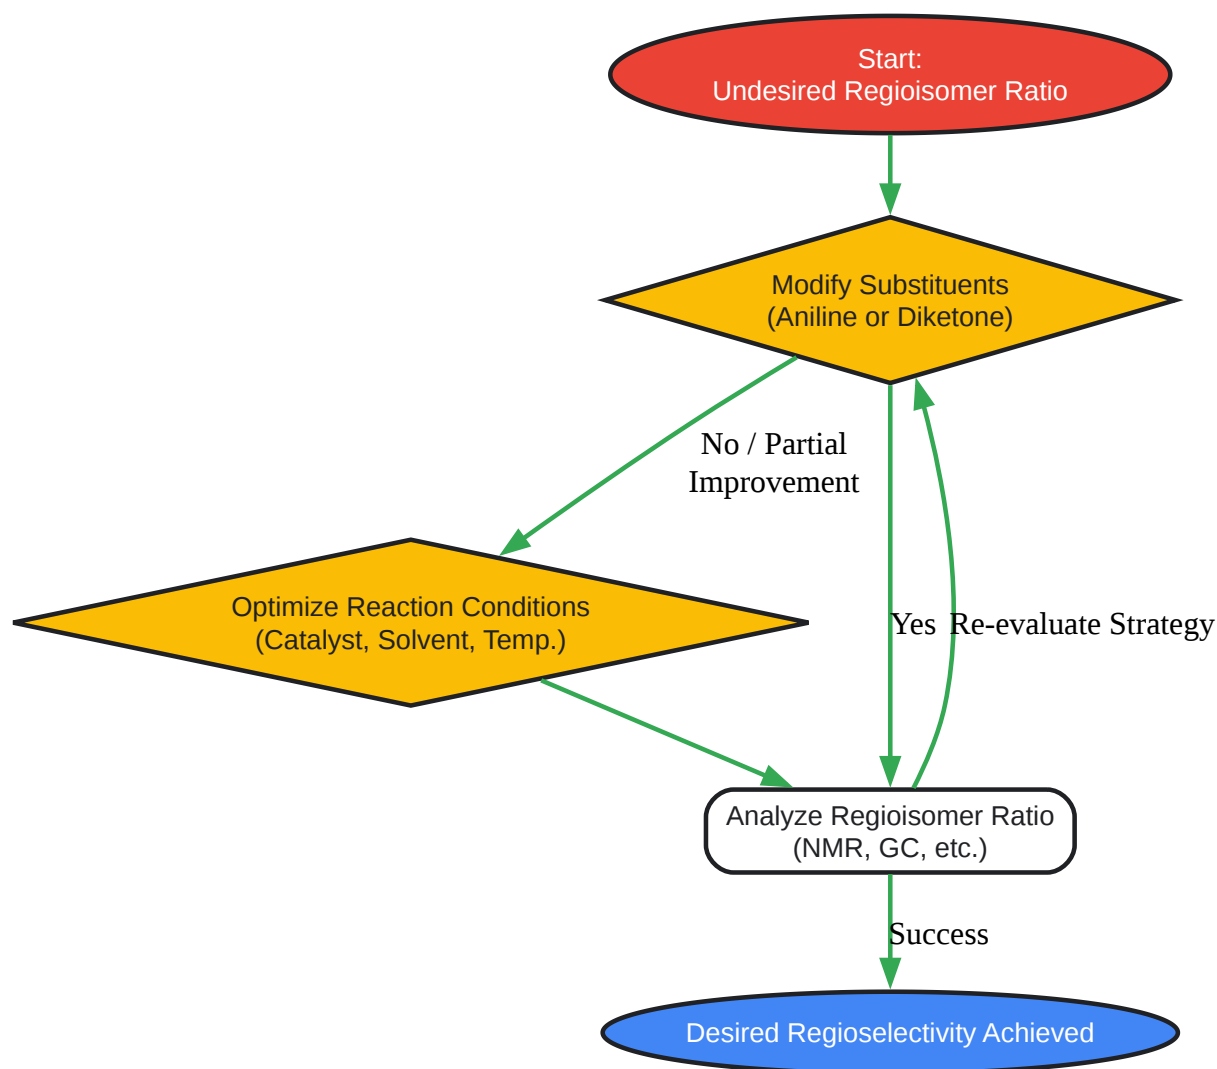 Start:
Undesired Regioisomer Ratio
Modify Substituents
(Aniline or Diketone)
No / Partial
Improvement
Optimize Reaction Conditions
(Catalyst, Solvent, Temp.)
Yes
Re-evaluate Strategy
Analyze Regioisomer Ratio
(NMR, GC, etc.)
Success
Desired Regioselectivity Achieved